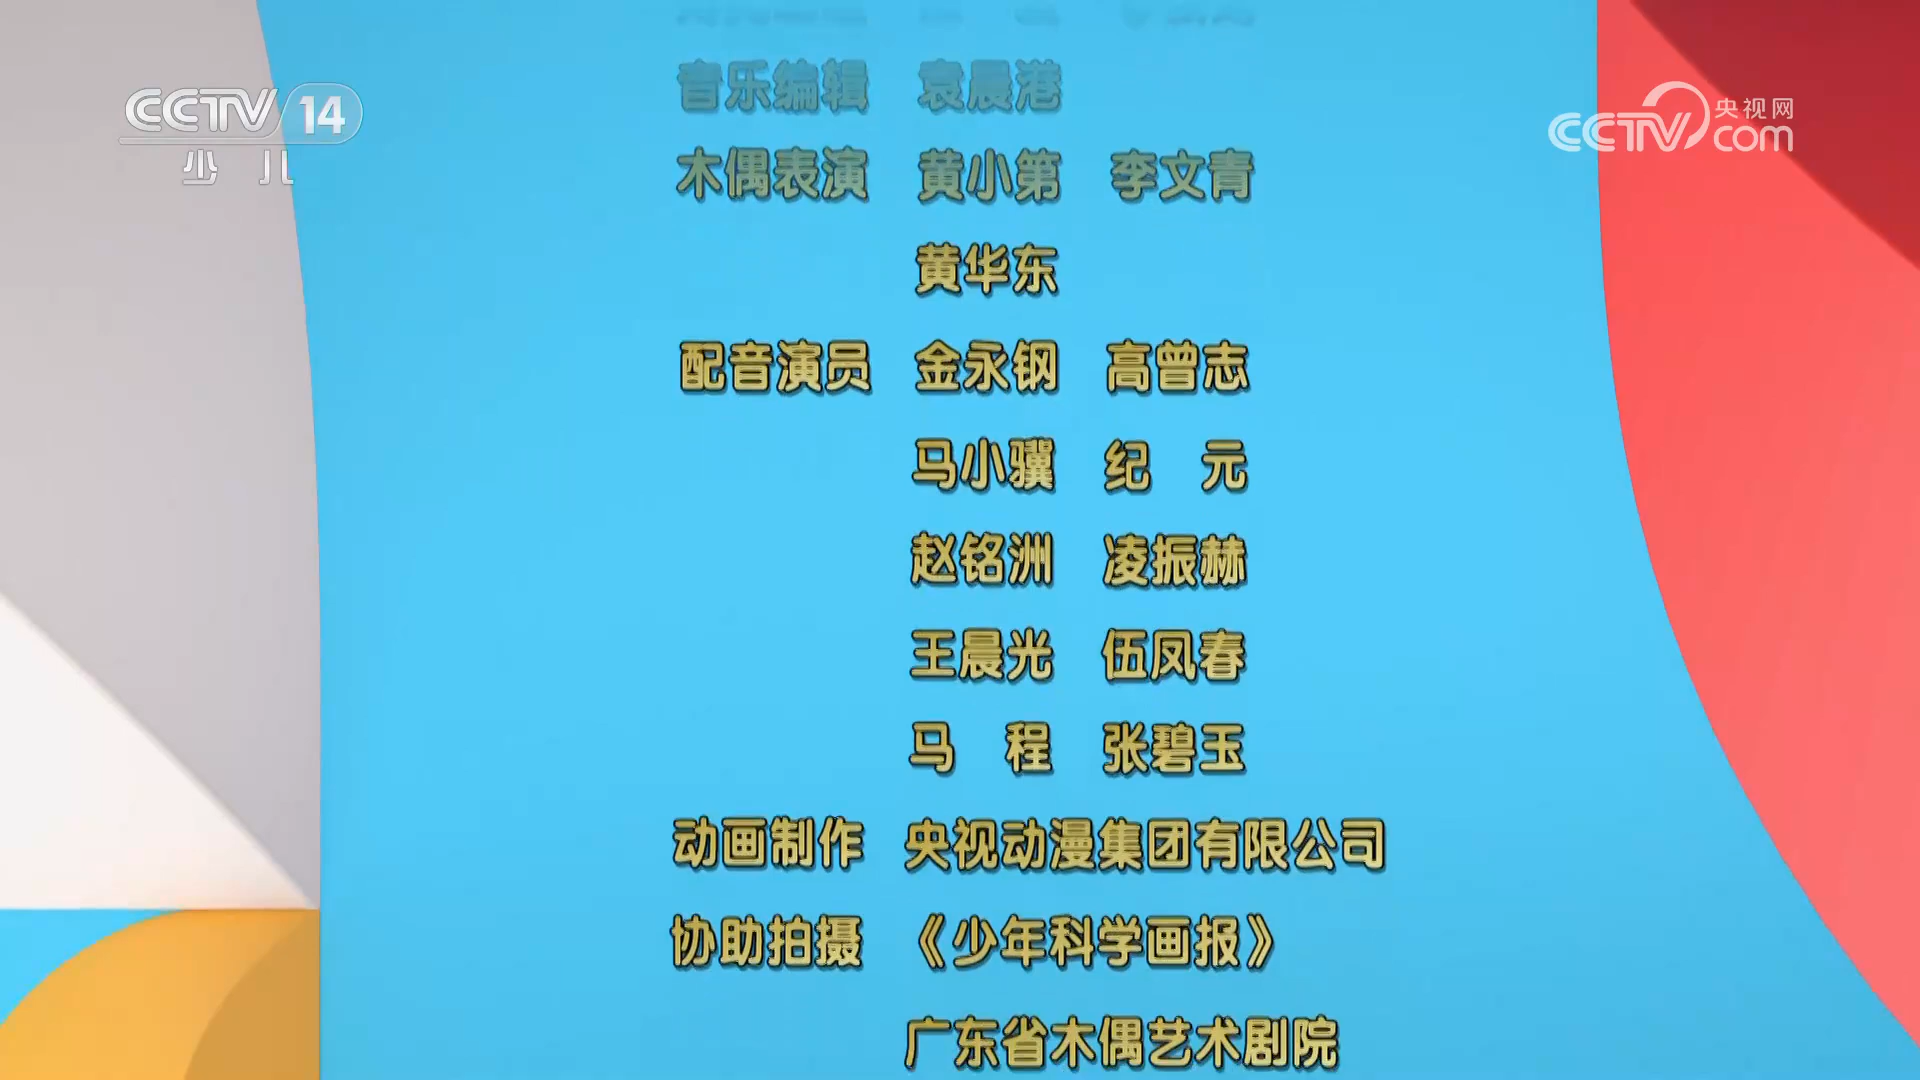 CCTV 14
少儿
央视网
CCTV.com
音乐编辑 袁晨港
木偶表演 黄小第 李文青
黄华东
配音演员 金永钢 高曾志
马小骥 纪 元
赵铭洲 凌振赫
王晨光 伍凤春
马 程 张碧玉
动画制作 央视动漫集团有限公司
协助拍摄 《少年科学画报》
广东省木偶艺术剧院